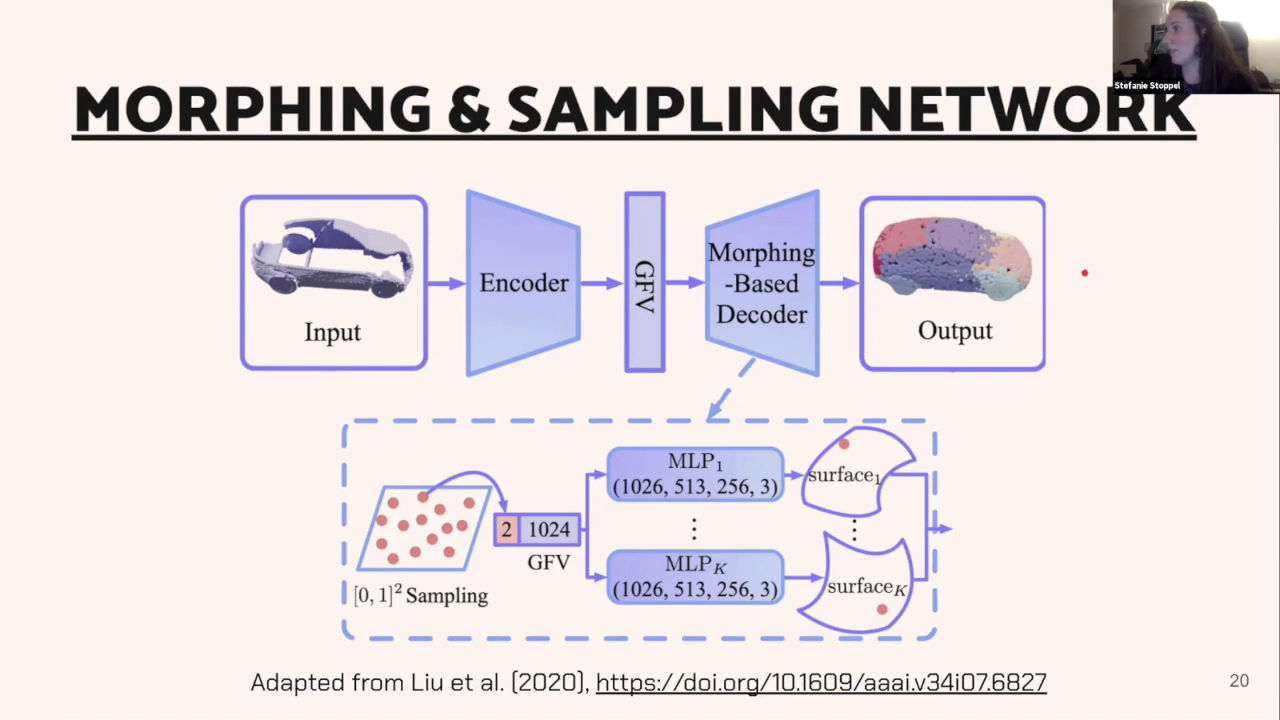 Stefanie Stoppel
MORPHING & SAMPLING NETWORK
Input
Encoder
GFV
Morphing
-Based
Decoder
Output
[0, 1]² Sampling
2 1024
GFV
MLP₁
(1026, 513, 256, 3)
⋮
MLP_K
(1026, 513, 256, 3)
surface₁
⋮
surface_K
Adapted from Liu et al. (2020), https://doi.org/10.1609/aaai.v34i07.6827
20